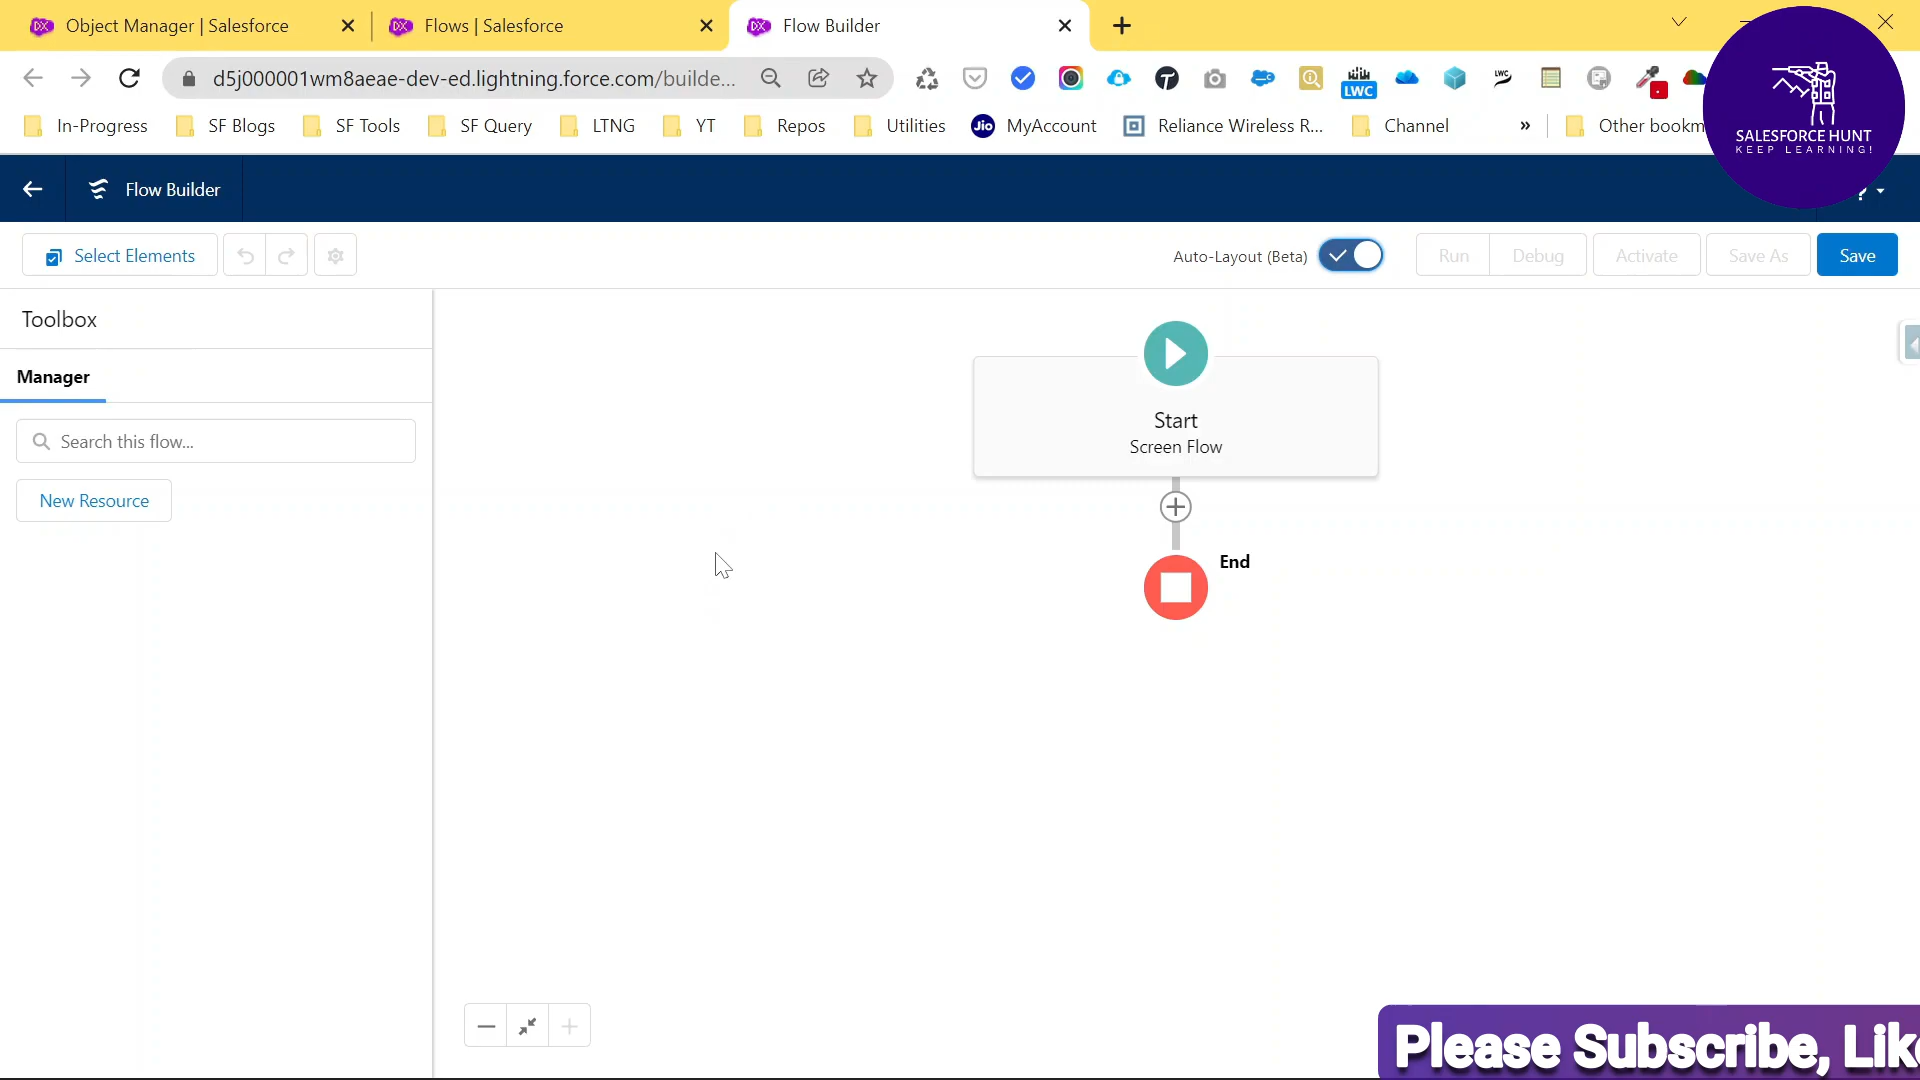 Object Manager | Salesforce
Flows | Salesforce
Flow Builder
d5j000001wm8aeae-dev-ed.lightning.force.com/builde...
LWC
LWC
In-Progress
SF Blogs
SF Tools
SF Query
LTNG
YT
Repos
Utilities
Jio
MyAccount
Reliance Wireless R...
Channel
»
Other bookm
SALESFORCE HUNT
KEEP LEARNING!
Flow Builder
?
Select Elements
Auto-Layout (Beta)
Run
Debug
Activate
Save As
Save
Toolbox
Manager
Search this flow...
New Resource
Start
Screen Flow
End
Please Subscribe, Lik